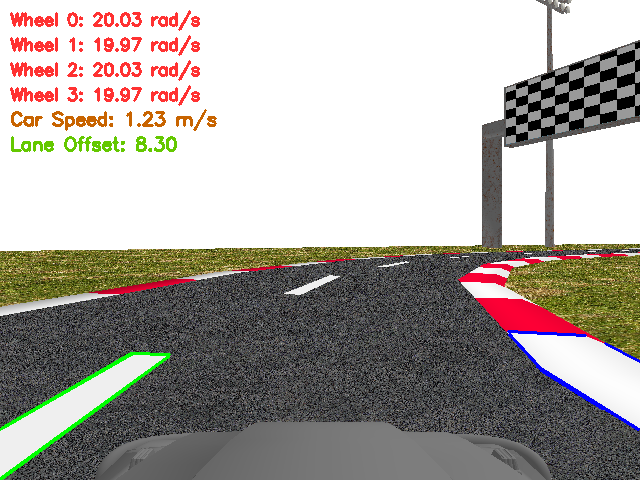 Wheel 0: 20.03 rad/s
Wheel 1: 19.97 rad/s
Wheel 2: 20.03 rad/s
Wheel 3: 19.97 rad/s
Car Speed: 1.23 m/s
Lane Offset: 8.30